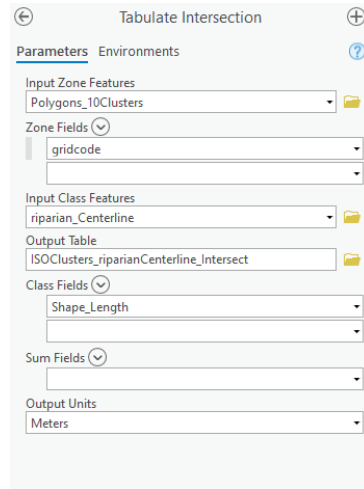 Tabulate Intersection
Parameters Environments
Input Zone Features
Polygons_10Clusters
Zone Fields
gridcode
Input Class Features
riparian_Centerline
Output Table
ISOClusters_riparianCenterline_Intersect
Class Fields
Shape_Length
Sum Fields
Output Units
Meters